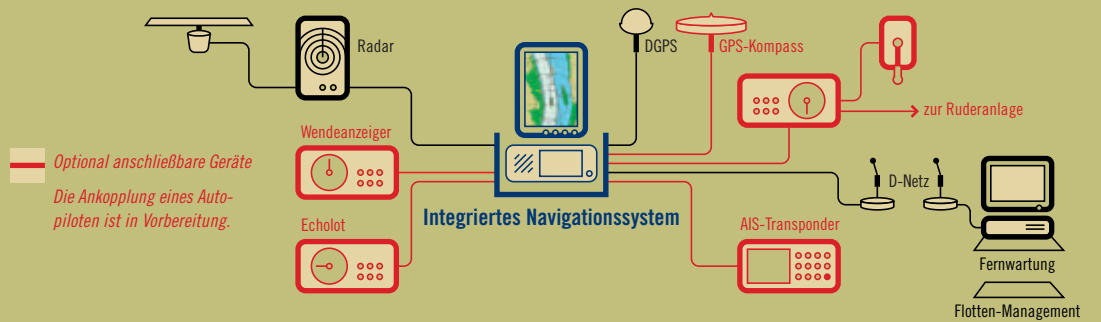 Radar
DGPS
GPS-Kompass
zur Ruderanlage
Wendeanzeiger
Optional anschließbare Geräte
Die Ankopplung eines Auto-
piloten ist in Vorbereitung.
D-Netz
Integriertes Navigationssystem
Echolot
AIS-Transponder
Fernwartung
Flotten-Management